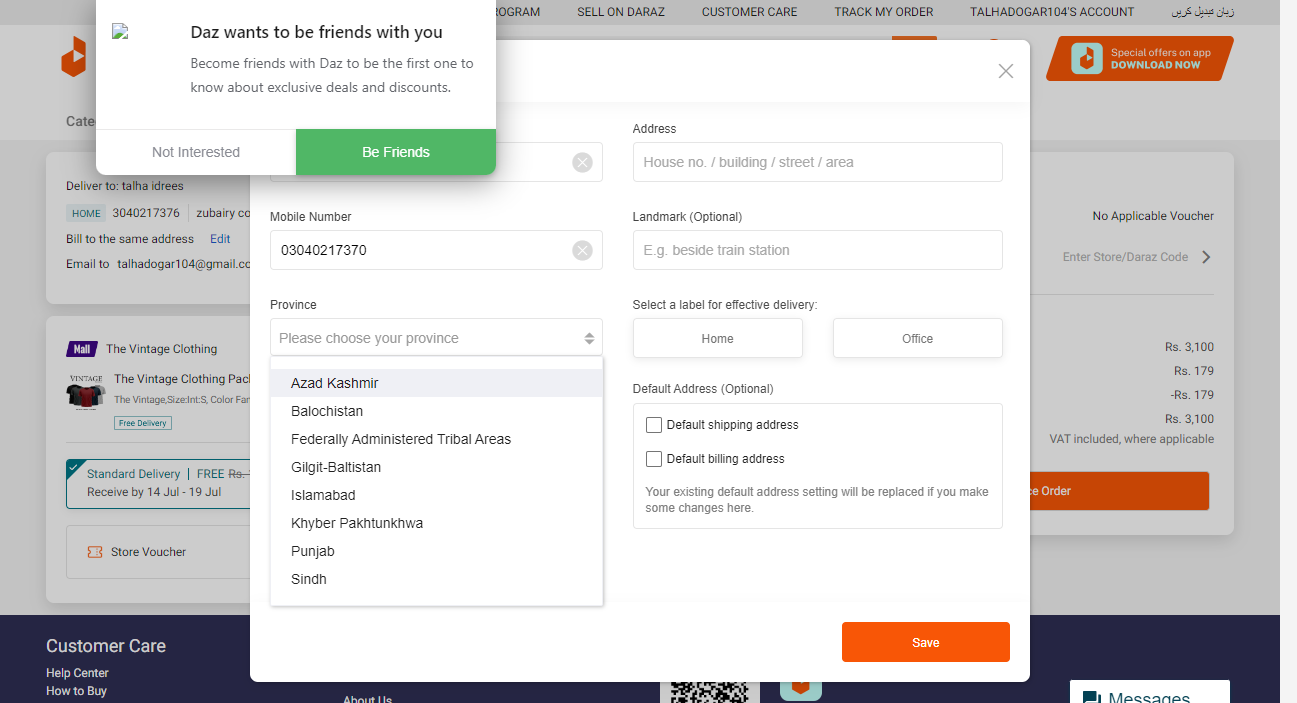 ROGRAM
SELL ON DARAZ
CUSTOMER CARE
TRACK MY ORDER
TALHADOGAR104'S ACCOUNT
زبان تبدیل کریں
Daz wants to be friends with you
Become friends with Daz to be the first one to
know about exclusive deals and discounts.
Not Interested
Be Friends
Special offers on app
DOWNLOAD NOW
Cate
Deliver to: talha idrees
HOME 3040217376 zubairy co
Bill to the same address Edit
Email to talhadogar104@gmail.co
Mall The Vintage Clothing
VINTAGE
The Vintage Clothing Pac
The Vintage,Size:Int:S, Color Fam
Free Delivery
Standard Delivery | FREE Rs.
Receive by 14 Jul - 19 Jul
Store Voucher
Mobile Number
03040217370
Province
Please choose your province
Azad Kashmir
Balochistan
Federally Administered Tribal Areas
Gilgit-Baltistan
Islamabad
Khyber Pakhtunkhwa
Punjab
Sindh
Address
House no. / building / street / area
Landmark (Optional)
E.g. beside train station
Select a label for effective delivery:
Home
Office
Default Address (Optional)
Default shipping address
Default billing address
Your existing default address setting will be replaced if you make
some changes here.
Save
No Applicable Voucher
Enter Store/Daraz Code
Rs. 3,100
Rs. 179
-Rs. 179
Rs. 3,100
VAT included, where applicable
ce Order
Customer Care
Help Center
How to Buy
About Us
Messages